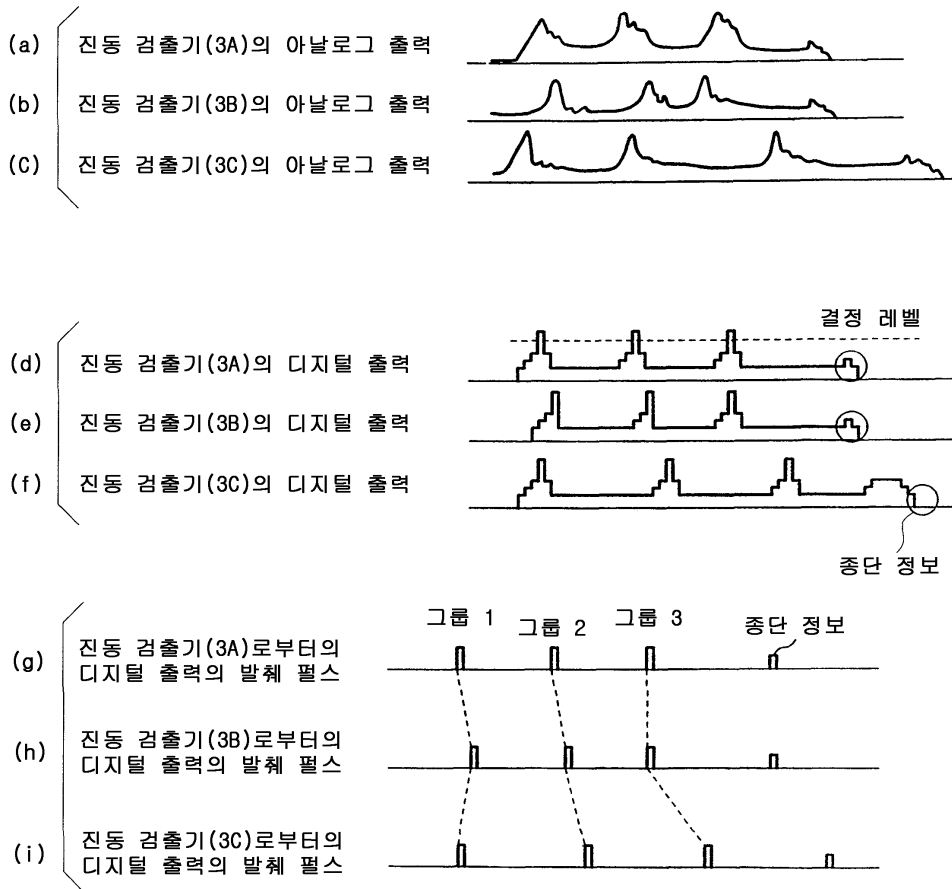 (a) 진동 검출기(3A)의 아날로그 출력
(b) 진동 검출기(3B)의 아날로그 출력
(C) 진동 검출기(3C)의 아날로그 출력
결정 레벨
(d) 진동 검출기(3A)의 디지털 출력
(e) 진동 검출기(3B)의 디지털 출력
(f) 진동 검출기(3C)의 디지털 출력
종단 정보
그룹 1 그룹 2 그룹 3 종단 정보
(g) 진동 검출기(3A)로부터의
디지털 출력의 발췌 펄스
(h) 진동 검출기(3B)로부터의
디지털 출력의 발췌 펄스
(i) 진동 검출기(3C)로부터의
디지털 출력의 발췌 펄스